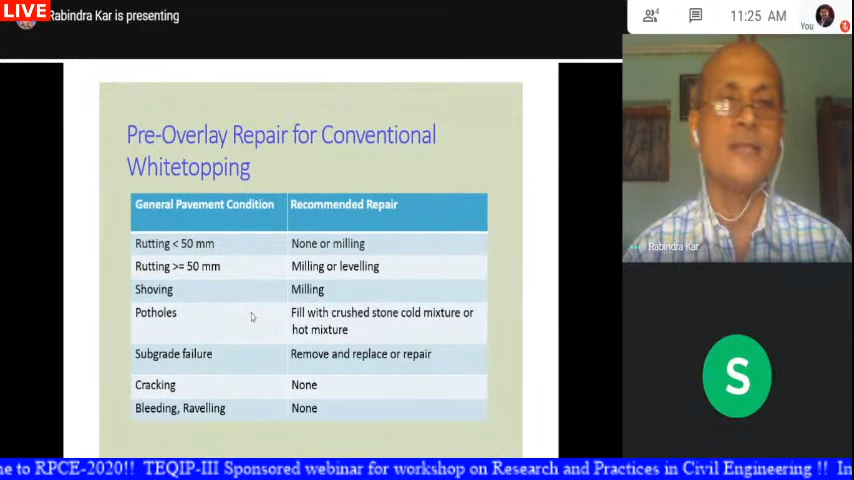 LIVE
Rabindra Kar is presenting
4
11:25 AM
You
Pre-Overlay Repair for Conventional
Whitetopping
General Pavement Condition Recommended Repair
Rutting < 50 mm None or milling
Rutting >= 50 mm Milling or levelling
Shoving Milling
Potholes Fill with crushed stone cold mixture or
hot mixture
Subgrade failure Remove and replace or repair
Cracking None
Bleeding, Ravelling None
Rabindra Kar
S
ne to RPCE-2020!! TEQIP-III Sponsored webinar for workshop on Research and Practices in Civil Engineering !! In